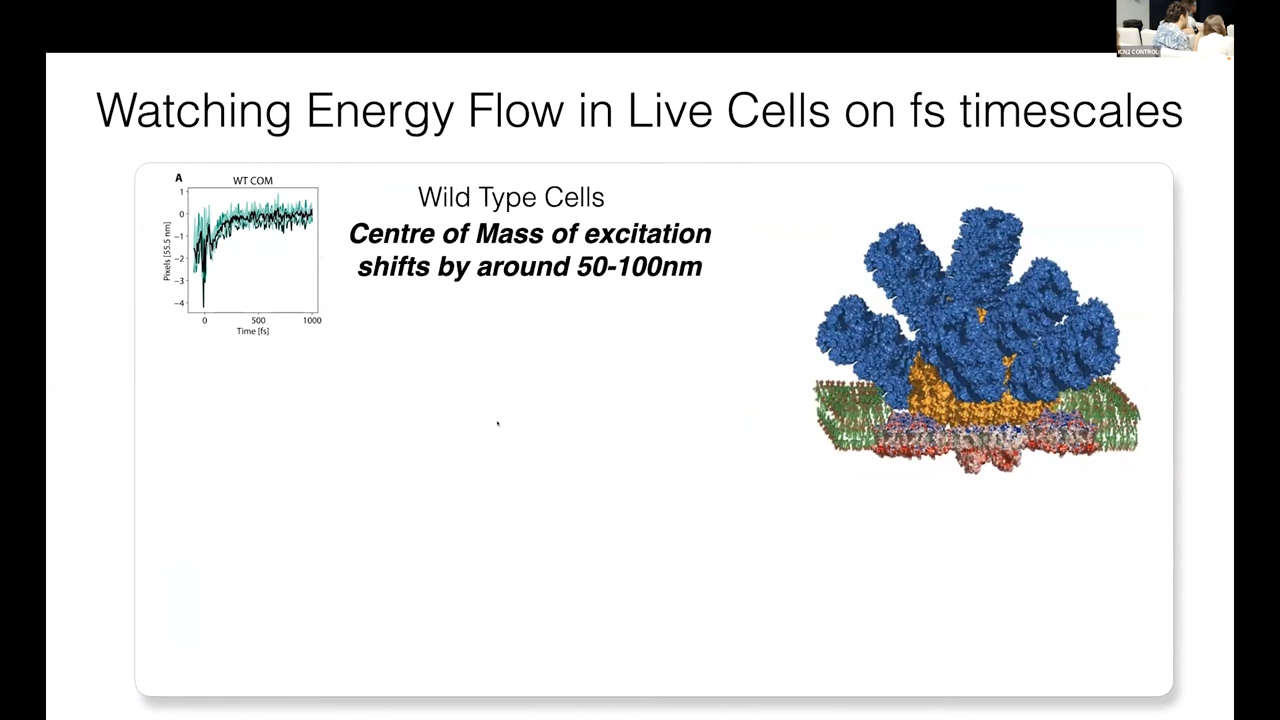 ICN2 CONTROL
Watching Energy Flow in Live Cells on fs timescales
A
WT COM
Pixels [55.5 nm]
1
0
−1
−2
−3
−4
0
500
1000
Time [fs]
Wild Type Cells
Centre of Mass of excitation
shifts by around 50-100nm